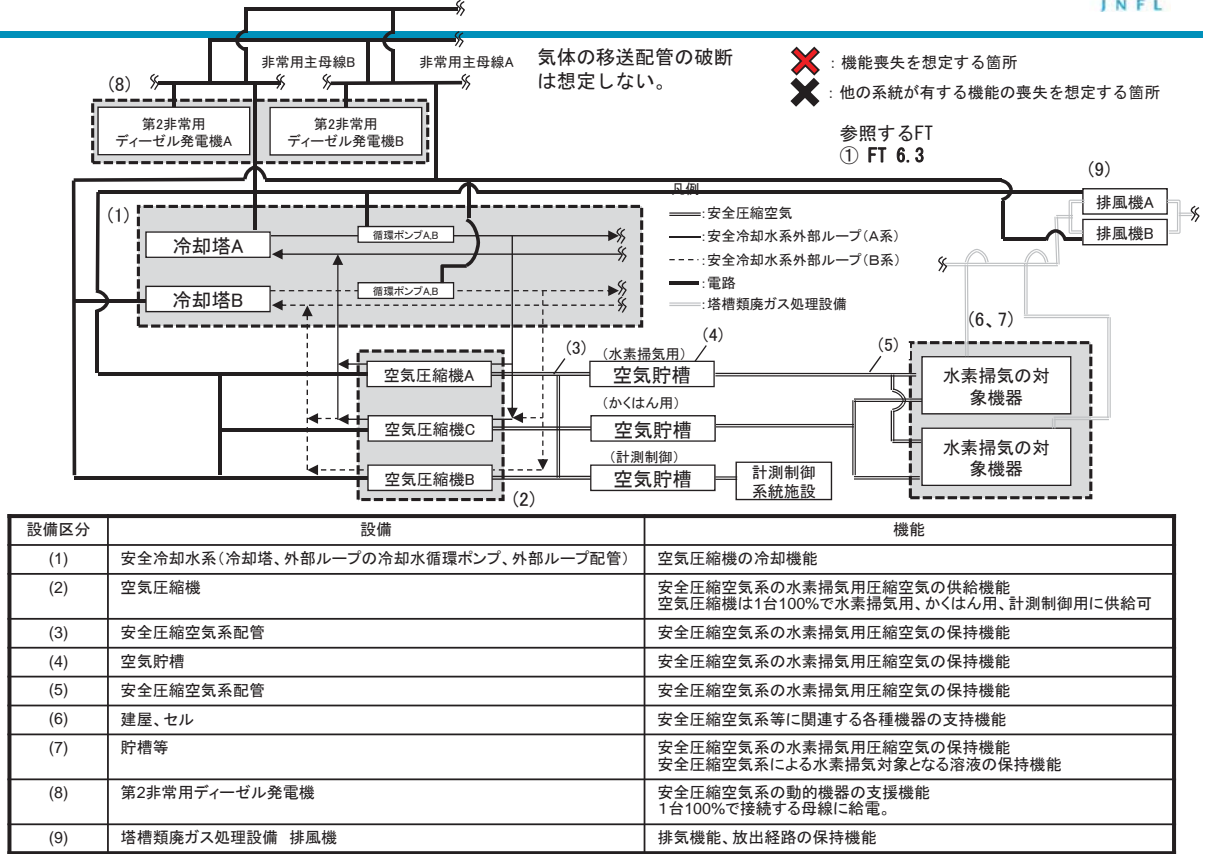 JNFL
非常用主母線B
非常用主母線A
気体の移送配管の破断
は想定しない。
：機能喪失を想定する箇所
：他の系統が有する機能の喪失を想定する箇所
参照するFT
① FT 6.3
(8)
第2非常用
ディーゼル発電機A
第2非常用
ディーゼル発電機B
(9)
排風機A
排風機B
凡例
：安全圧縮空気
：安全冷却水系外部ループ（A系）
：安全冷却水系外部ループ（B系）
：電路
：塔槽類廃ガス処理設備
(1)
冷却塔A
循環ポンプA,B
冷却塔B
循環ポンプA,B
(2)
空気圧縮機A
空気圧縮機C
空気圧縮機B
(3)
(4)
(水素掃気用)
空気貯槽
(かくはん用)
空気貯槽
(計測制御)
空気貯槽
計測制御
系統施設
(5)
(6、7)
水素掃気の対
象機器
水素掃気の対
象機器
設備区分 設備 機能
(1) 安全冷却水系（冷却塔、外部ループの冷却水循環ポンプ、外部ループ配管） 空気圧縮機の冷却機能
(2) 空気圧縮機 安全圧縮空気系の水素掃気用圧縮空気の供給機能
空気圧縮機は1台100%で水素掃気用、かくはん用、計測制御用に供給可
(3) 安全圧縮空気系配管 安全圧縮空気系の水素掃気用圧縮空気の保持機能
(4) 空気貯槽 安全圧縮空気系の水素掃気用圧縮空気の保持機能
(5) 安全圧縮空気系配管 安全圧縮空気系の水素掃気用圧縮空気の保持機能
(6) 建屋、セル 安全圧縮空気系等に関連する各種機器の支持機能
(7) 貯槽等 安全圧縮空気系の水素掃気用圧縮空気の保持機能
安全圧縮空気系による水素掃気対象となる溶液の保持機能
(8) 第2非常用ディーゼル発電機 安全圧縮空気系の動的機器の支援機能
1台100%で接続する母線に給電。
(9) 塔槽類廃ガス処理設備　排風機 排気機能、放出経路の保持機能